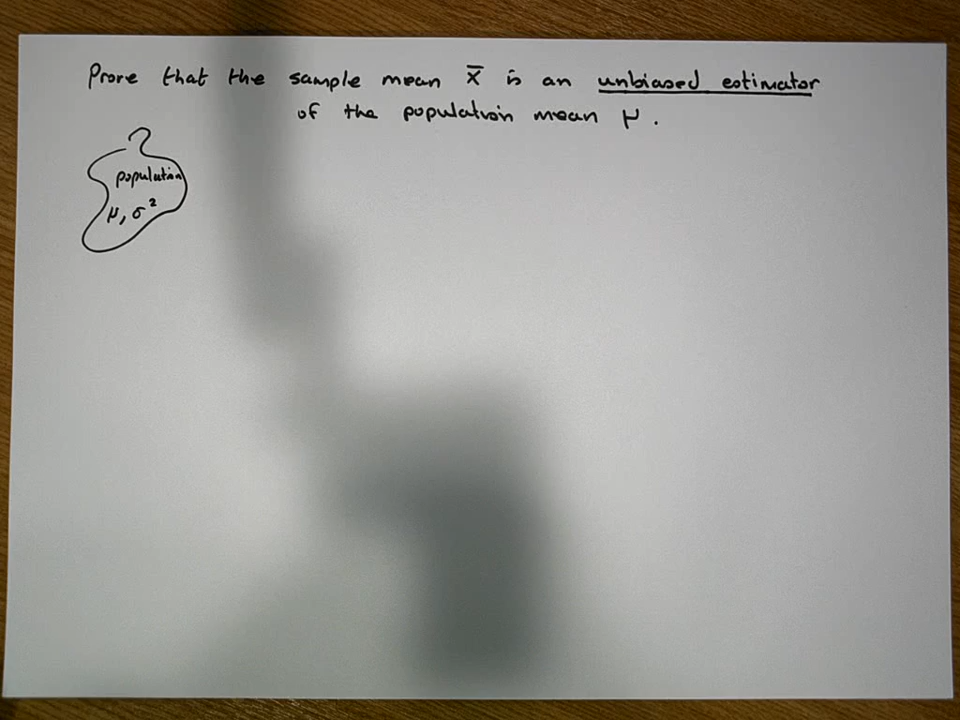 Prove that the sample mean x̄ is an unbiased estimator
of the population mean μ.
population
μ, σ²